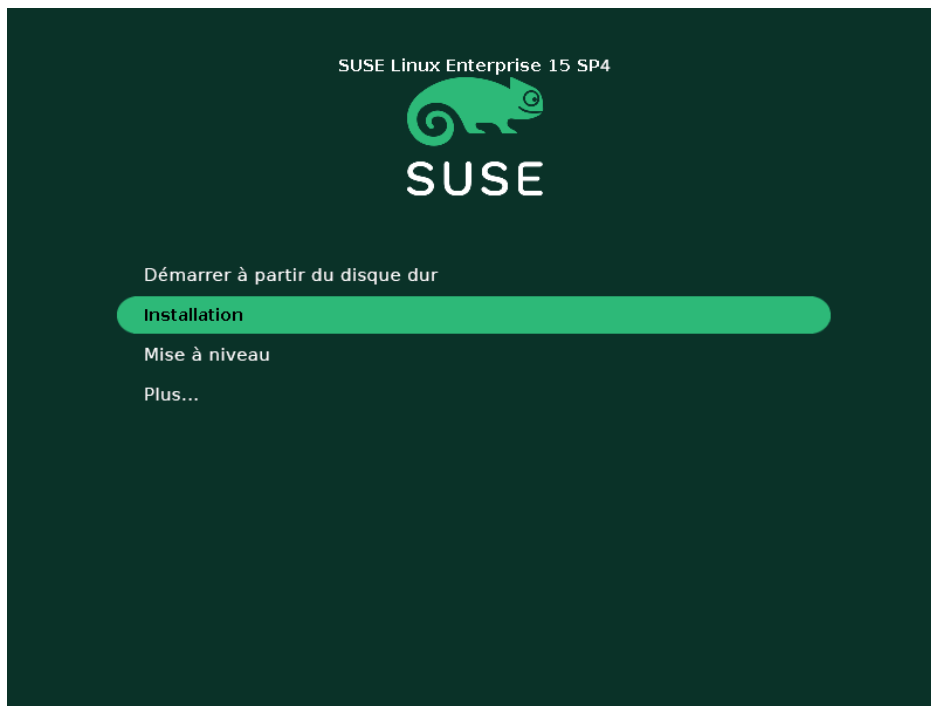 SUSE Linux Enterprise 15 SP4
SUSE
Démarrer à partir du disque dur
Installation
Mise à niveau
Plus...